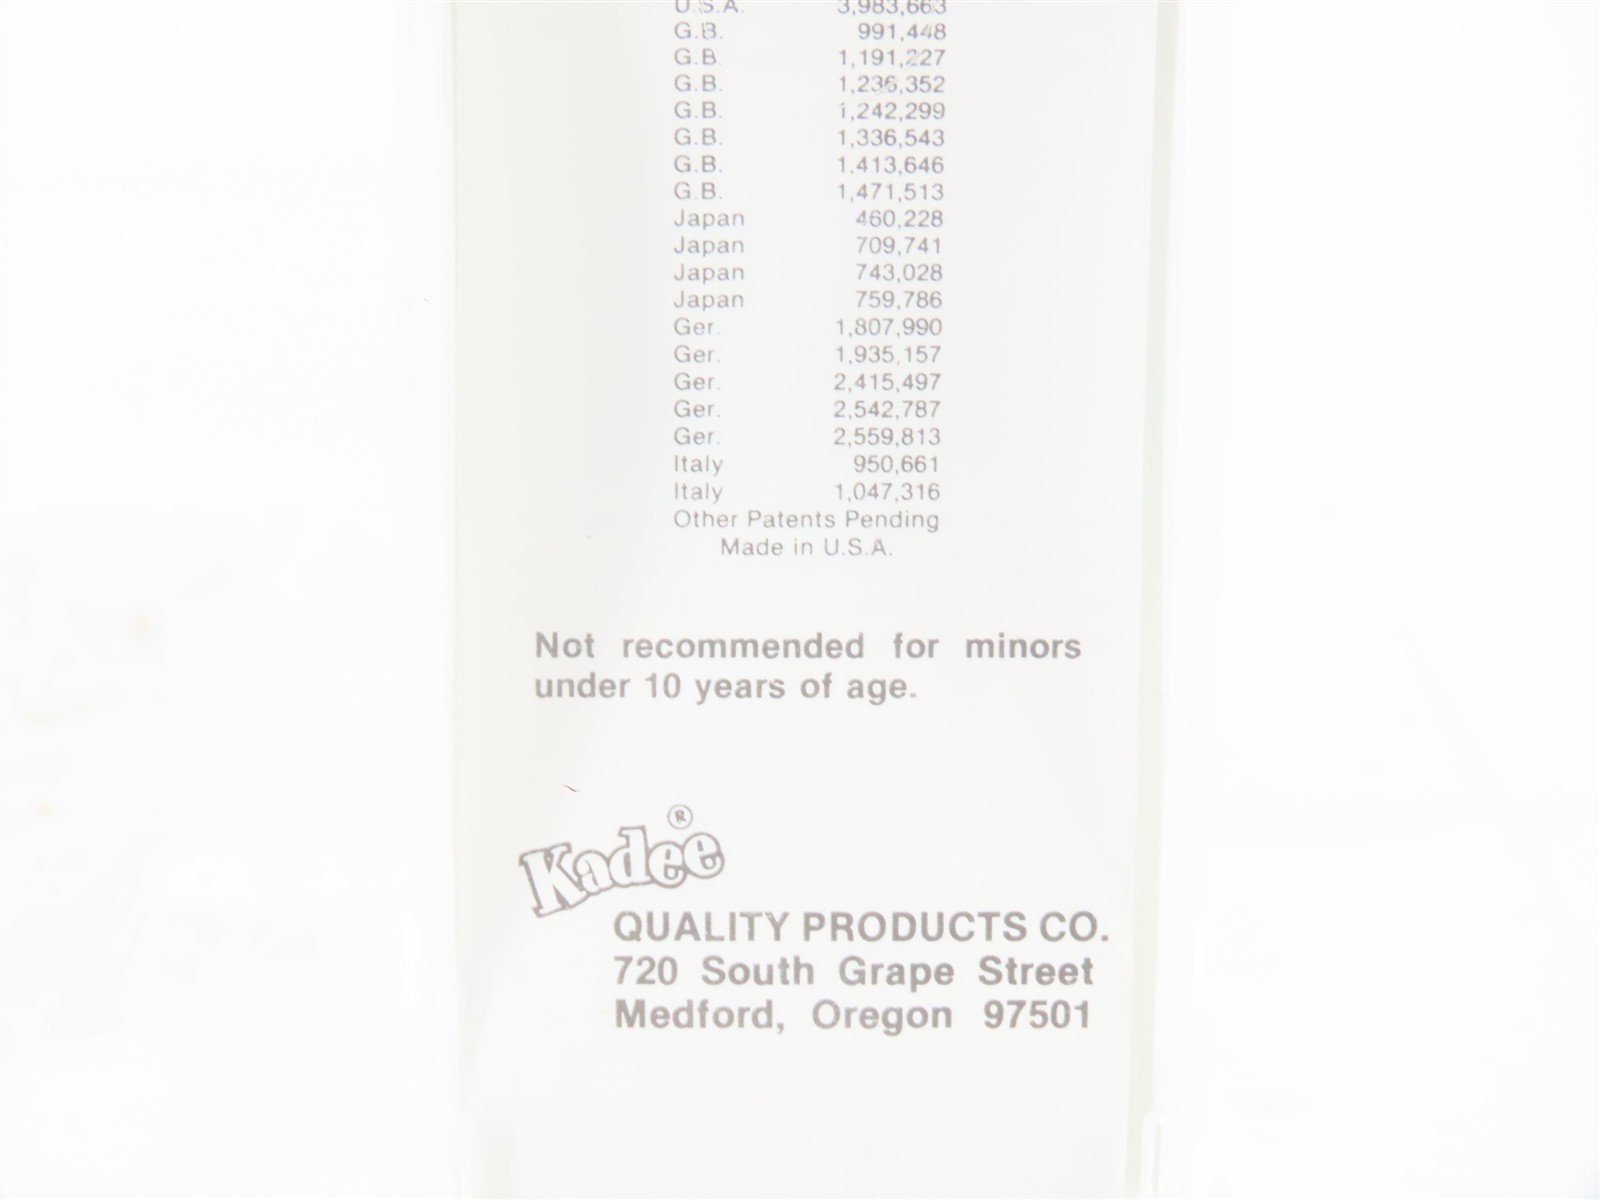 U.S.A. 3,983,663
G.B. 991,448
G.B. 1,191,227
G.B. 1,236,352
G.B. 1,242,299
G.B. 1,336,543
G.B. 1,413,646
G.B. 1,471,513
Japan 460,228
Japan 709,741
Japan 743,028
Japan 759,786
Ger. 1,807,990
Ger. 1,935,157
Ger. 2,415,497
Ger. 2,542,787
Ger. 2,559,813
Italy 950,661
Italy 1,047,316
Other Patents Pending
Made in U.S.A.
Not recommended for minors
under 10 years of age.
Kadee®
QUALITY PRODUCTS CO.
720 South Grape Street
Medford, Oregon 97501